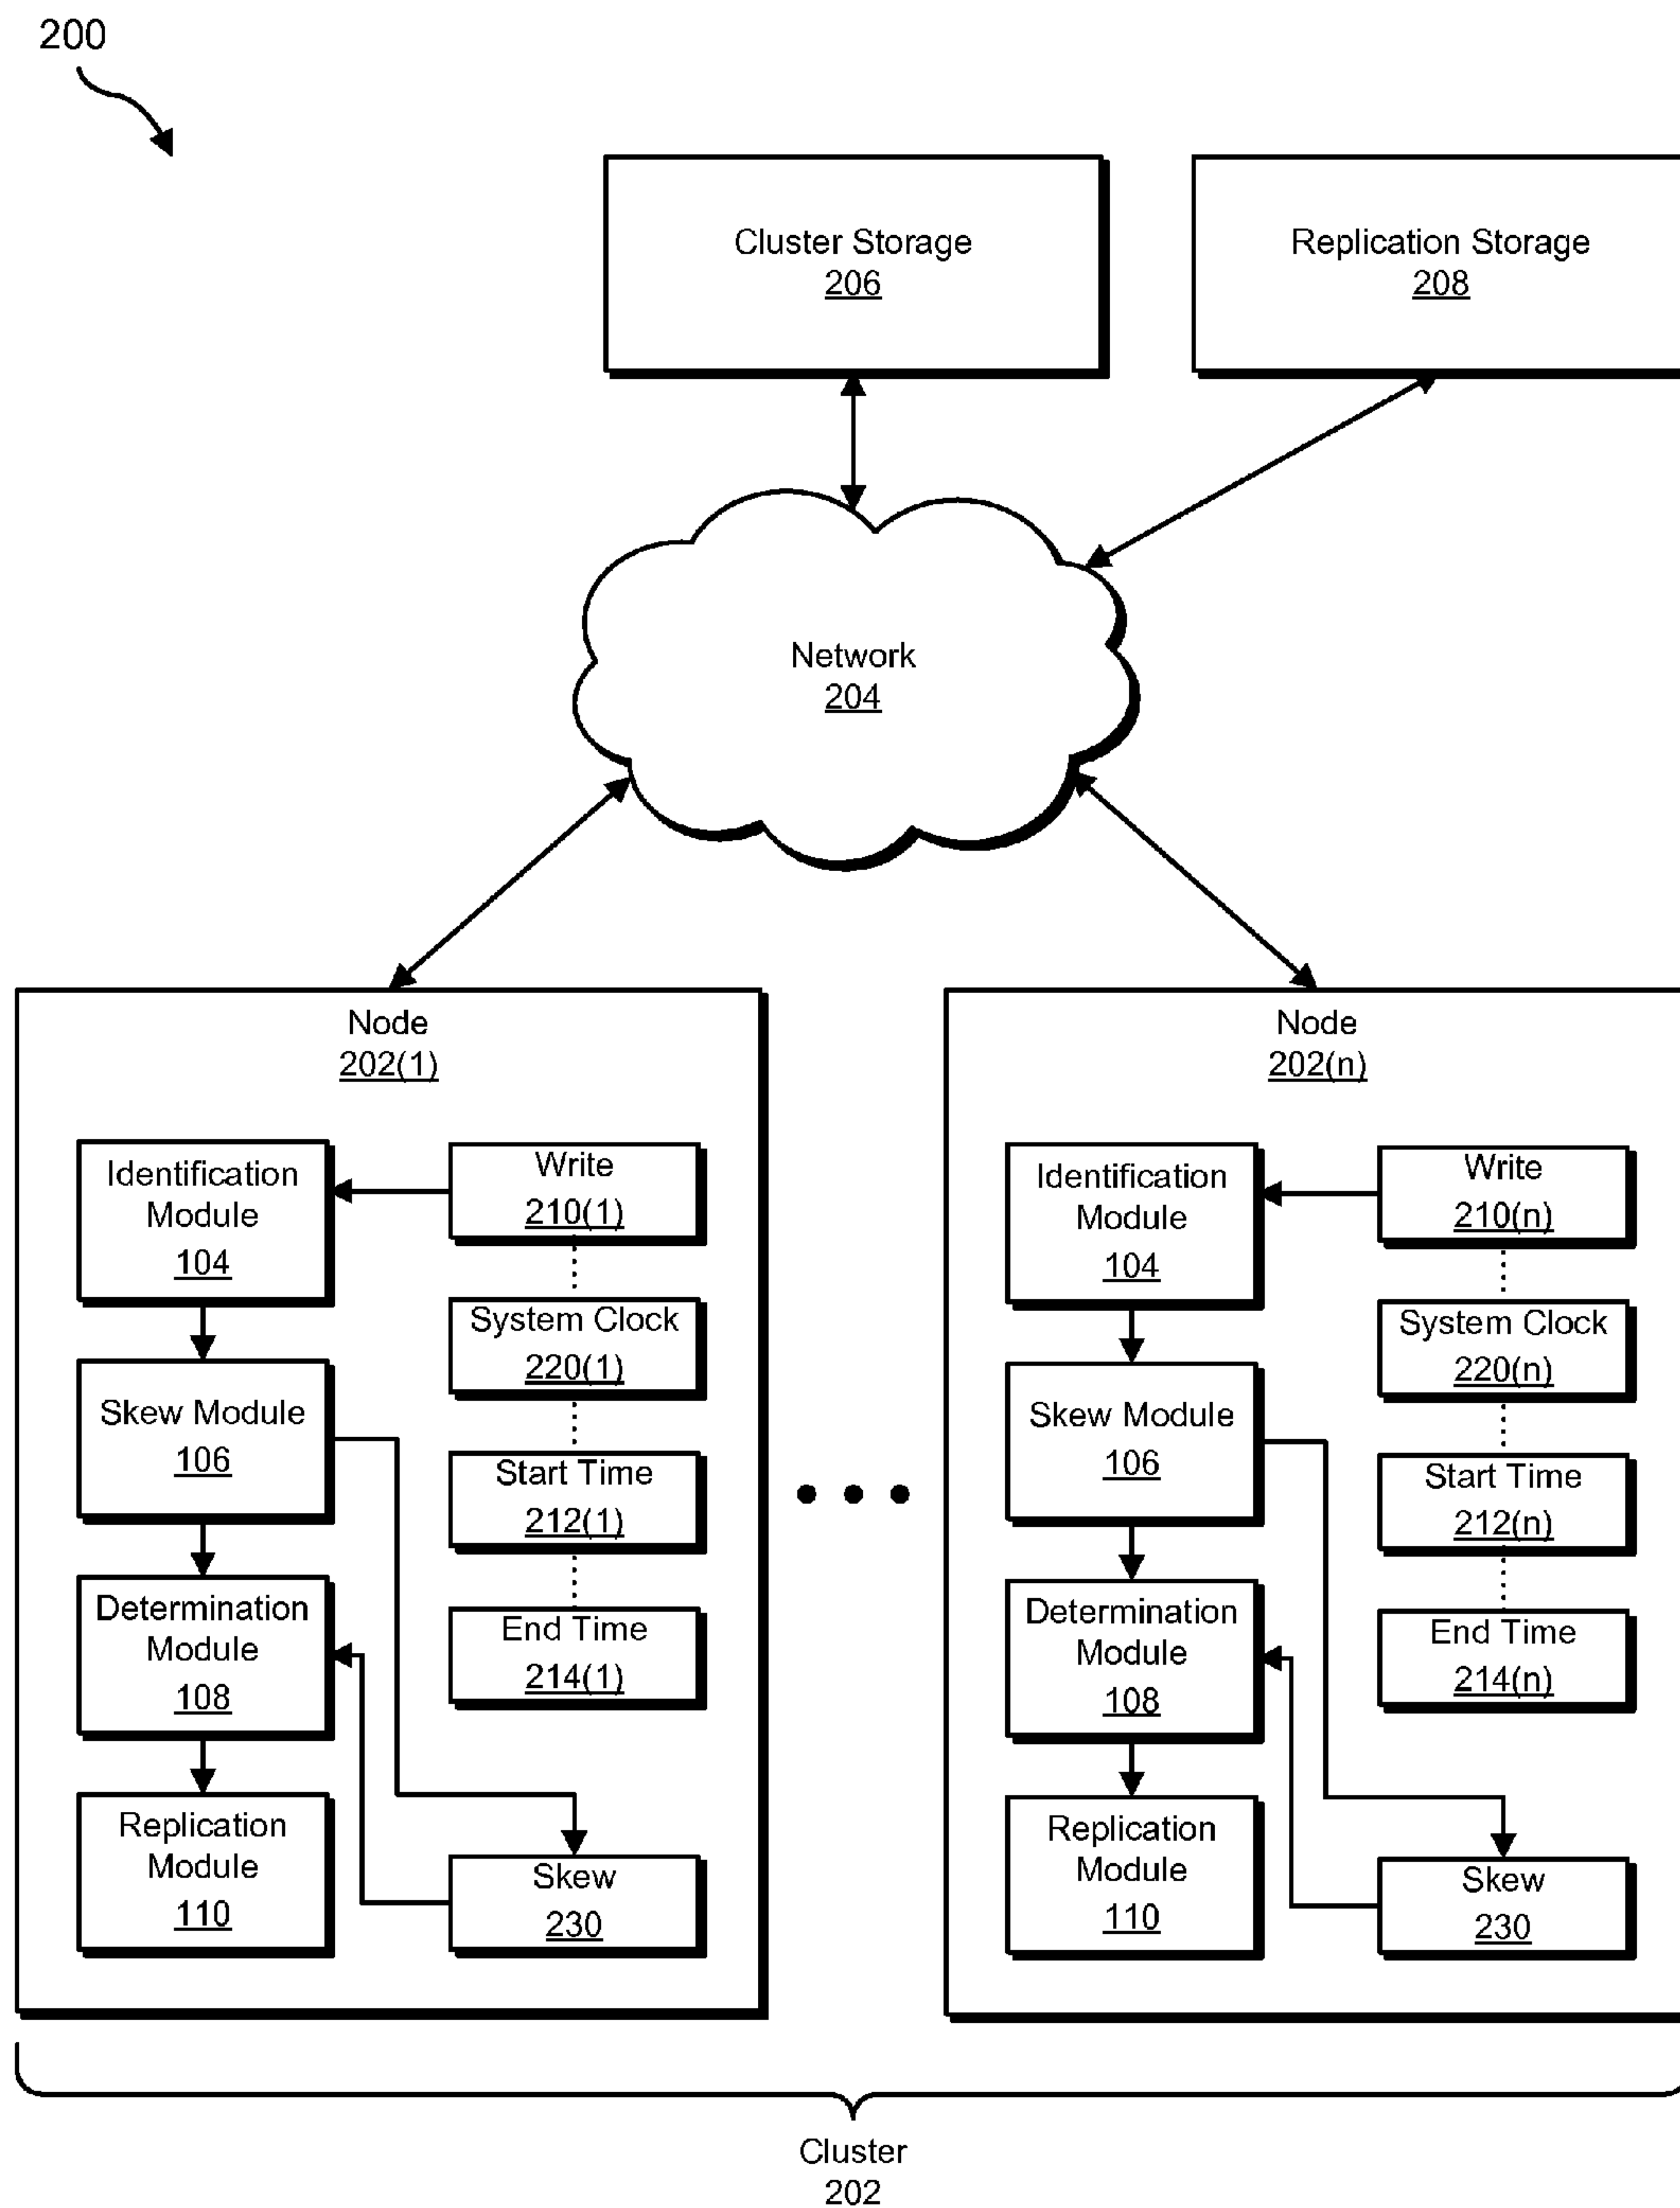 200
Cluster Storage
206
Replication Storage
208
Network
204
Node
202(1)
Identification
Module
104
Write
210(1)
System Clock
220(1)
Skew Module
106
Start Time
212(1)
Determination
Module
108
End Time
214(1)
Replication
Module
110
Skew
230
Node
202(n)
Identification
Module
104
Write
210(n)
System Clock
220(n)
Skew Module
106
Start Time
212(n)
Determination
Module
108
End Time
214(n)
Replication
Module
110
Skew
230
Cluster
202